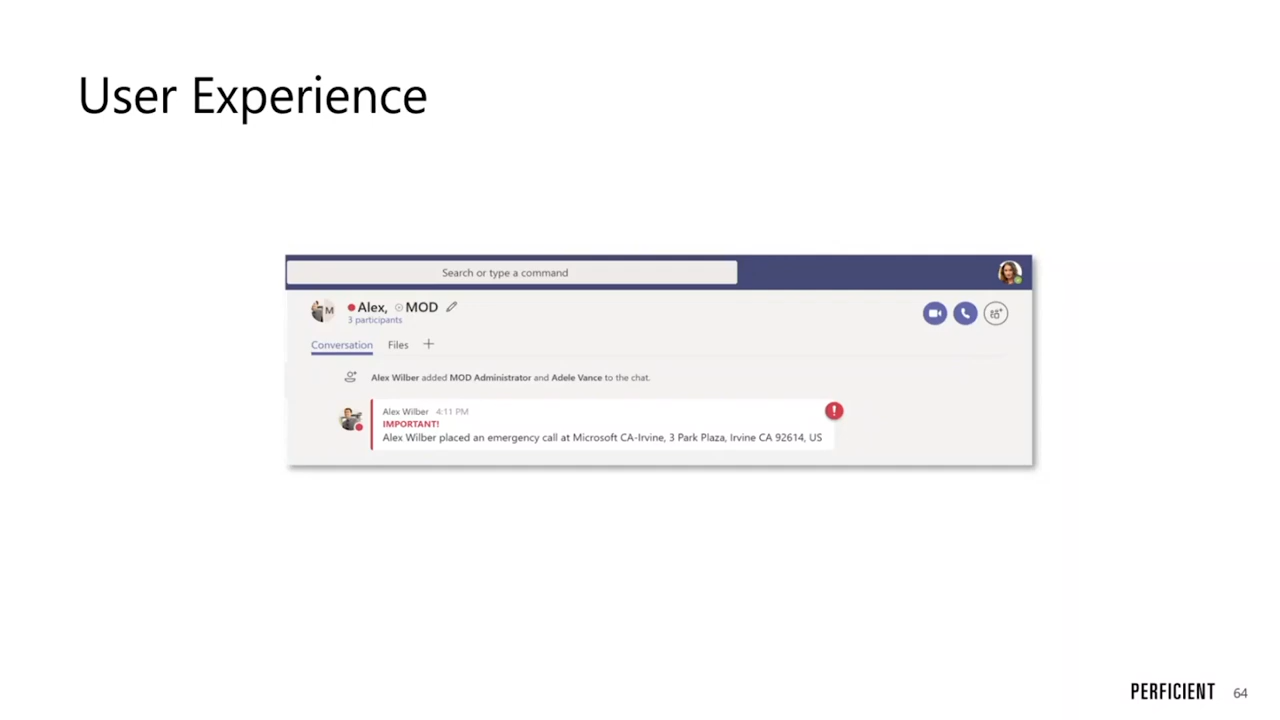 User Experience
Search or type a command
M
Alex, MOD
3 participants
Conversation Files +
Alex Wilber added MOD Administrator and Adele Vance to the chat.
Alex Wilber 4:11 PM
IMPORTANT!
Alex Wilber placed an emergency call at Microsoft CA-Irvine, 3 Park Plaza, Irvine CA 92614, US
PERFICIENT 64